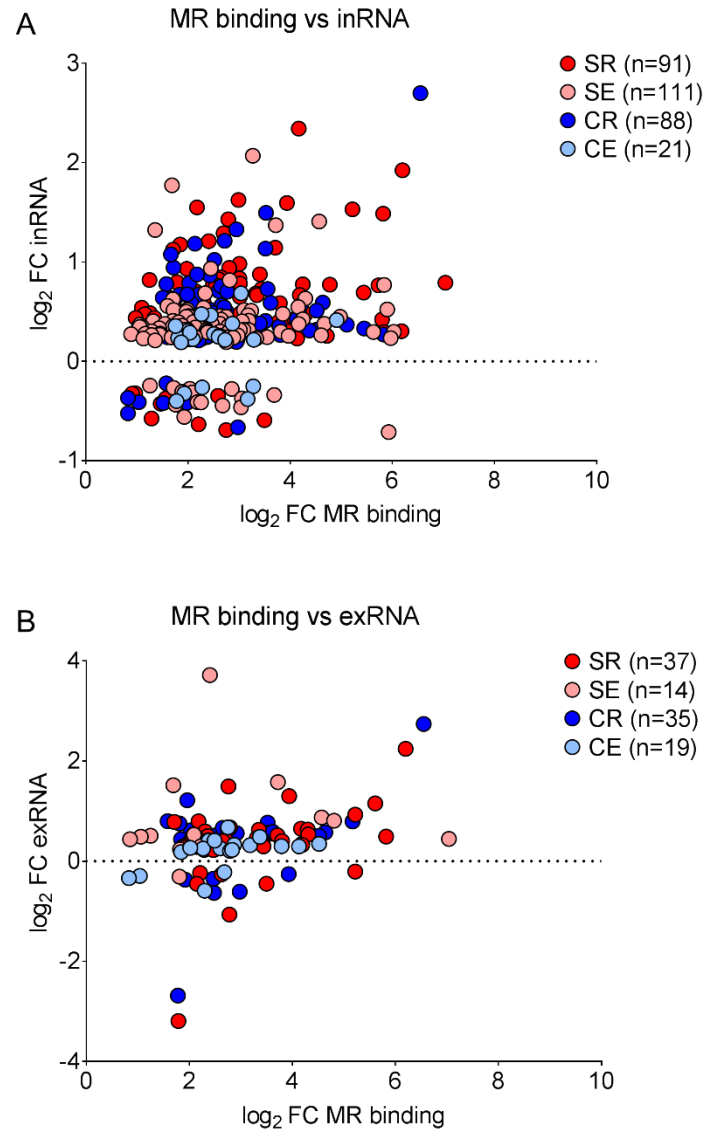 A
MR binding vs inRNA
SR (n=91)
SE (n=111)
CR (n=88)
CE (n=21)
3
2
1
0
-1
log2 FC inRNA
0 2 4 6 8 10
log2 FC MR binding
B
MR binding vs exRNA
SR (n=37)
SE (n=14)
CR (n=35)
CE (n=19)
4
2
0
-2
-4
log2 FC exRNA
0 2 4 6 8 10
log2 FC MR binding